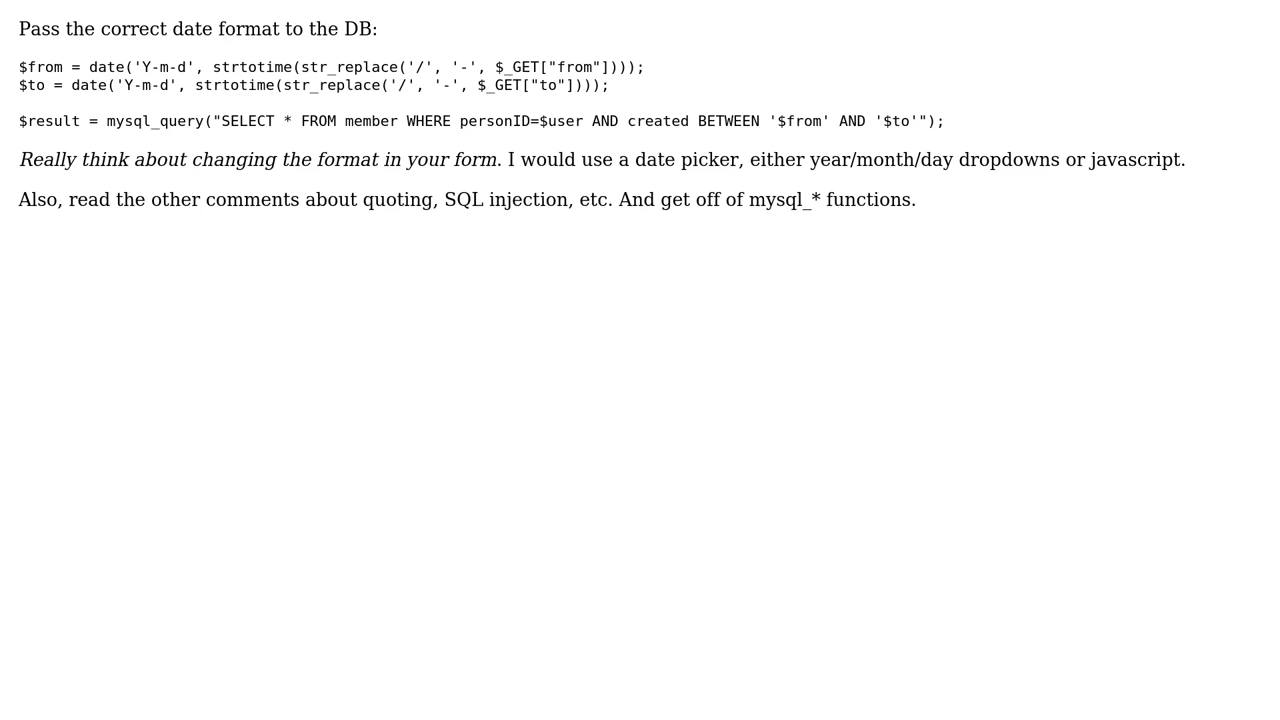 Pass the correct date format to the DB:
$from = date('Y-m-d', strtotime(str_replace('/', '-', $_GET["from"])));
$to = date('Y-m-d', strtotime(str_replace('/', '-', $_GET["to"])));
$result = mysql_query("SELECT * FROM member WHERE personID=$user AND created BETWEEN '$from' AND '$to'");
Really think about changing the format in your form. I would use a date picker, either year/month/day dropdowns or javascript.
Also, read the other comments about quoting, SQL injection, etc. And get off of mysql_* functions.